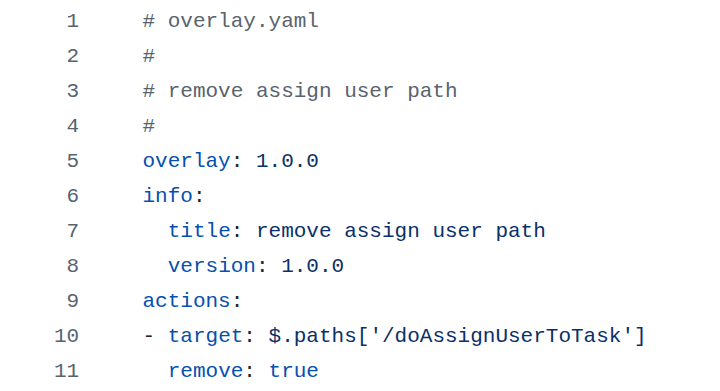 1 # overlay.yaml
2 #
3 # remove assign user path
4 #
5 overlay: 1.0.0
6 info:
7   title: remove assign user path
8   version: 1.0.0
9 actions:
10 - target: $.paths['/doAssignUserToTask']
11   remove: true